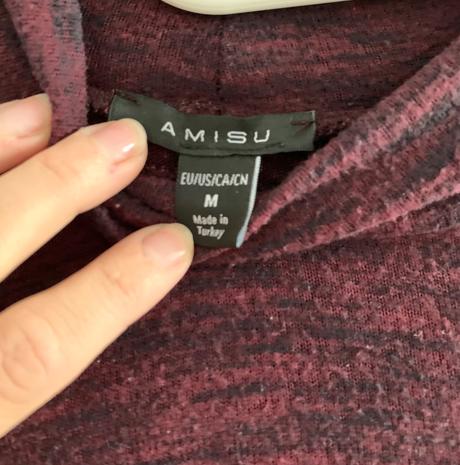 AMISU
EU/US/CA/CN
M
Made in
Turkey